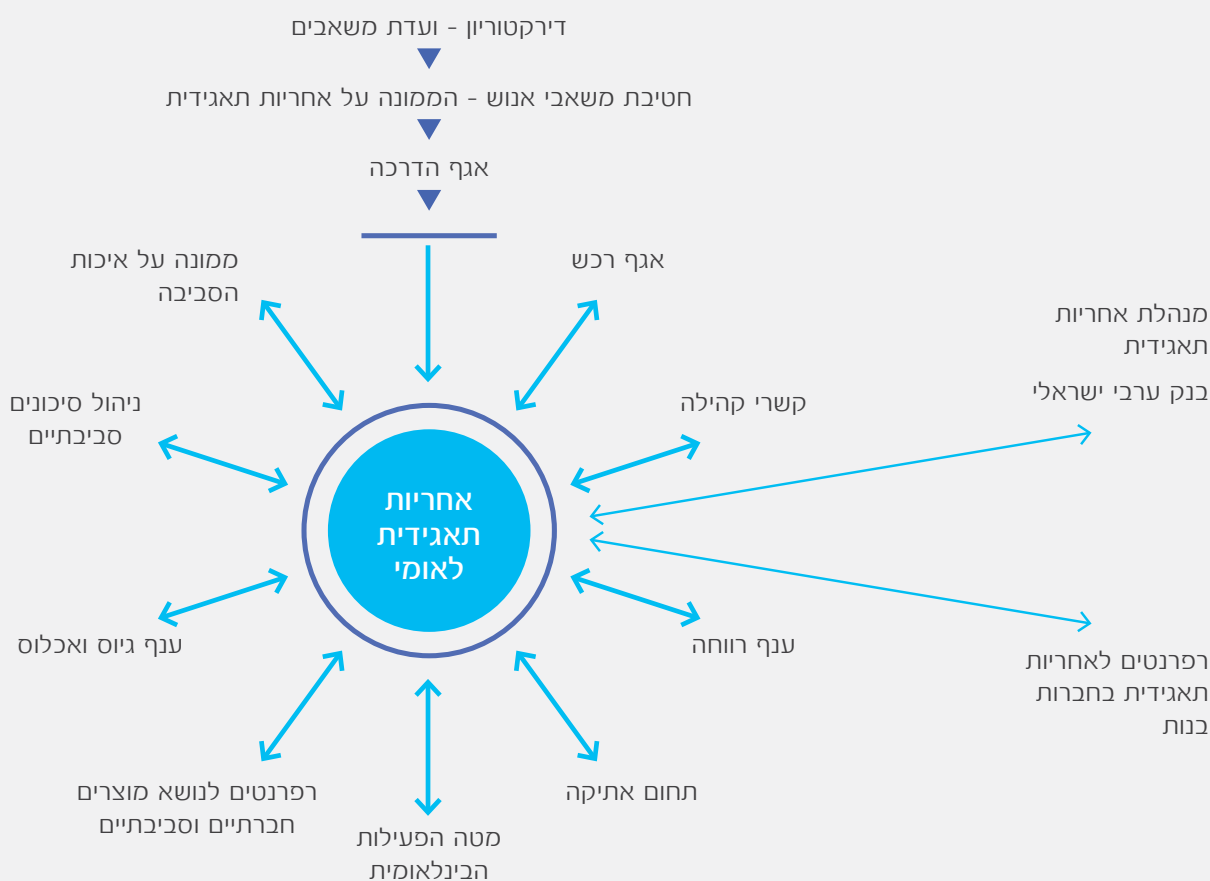 דירקטוריון - ועדת משאבים
חטיבת משאבי אנוש - הממונה על אחריות תאגידית
אגף הדרכה
אגף רכש
ממונה על איכות
הסביבה
מנהלת אחריות
תאגידית
בנק ערבי ישראלי
קשרי קהילה
ניהול סיכונים
סביבתיים
אחריות
תאגידית
לאומי
ענף רווחה
ענף גיוס ואכלוס
רפרנטים לאחריות
תאגידית בחברות
בנות
תחום אתיקה
רפרנטים לנושא מוצרים
חברתיים וסביבתיים
מטה הפעילות
הבינלאומית